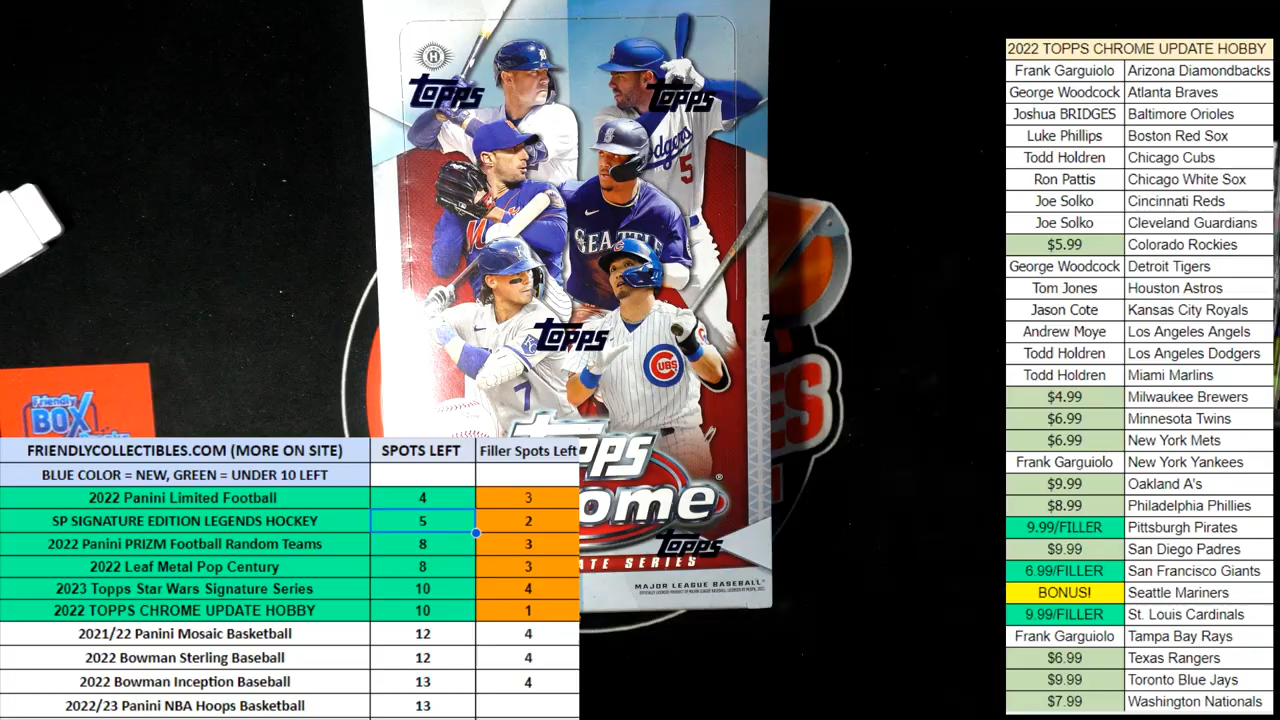 H
Topps
Topps
Dodgers
5
SEATTLE
7
CUBS
Topps
Topps
Chrome
®
Topps
UPDATE SERIES
MAJOR LEAGUE BASEBALL
Friendly
BOX
Breaks
FRIENDLYCOLLECTIBLES.COM (MORE ON SITE) SPOTS LEFT Filler Spots Left
BLUE COLOR = NEW, GREEN = UNDER 10 LEFT
2022 Panini Limited Football 4 3
SP SIGNATURE EDITION LEGENDS HOCKEY 5 2
2022 Panini PRIZM Football Random Teams 8 3
2022 Leaf Metal Pop Century 8 3
2023 Topps Star Wars Signature Series 10 4
2022 TOPPS CHROME UPDATE HOBBY 10 1
2021/22 Panini Mosaic Basketball 12 4
2022 Bowman Sterling Baseball 12 4
2022 Bowman Inception Baseball 13 4
2022/23 Panini NBA Hoops Basketball 13
2022 TOPPS CHROME UPDATE HOBBY
Frank Garguiolo Arizona Diamondbacks
George Woodcock Atlanta Braves
Joshua BRIDGES Baltimore Orioles
Luke Phillips Boston Red Sox
Todd Holdren Chicago Cubs
Ron Pattis Chicago White Sox
Joe Solko Cincinnati Reds
Joe Solko Cleveland Guardians
$5.99 Colorado Rockies
George Woodcock Detroit Tigers
Tom Jones Houston Astros
Jason Cote Kansas City Royals
Andrew Moye Los Angeles Angels
Todd Holdren Los Angeles Dodgers
Todd Holdren Miami Marlins
$4.99 Milwaukee Brewers
$6.99 Minnesota Twins
$6.99 New York Mets
Frank Garguiolo New York Yankees
$9.99 Oakland A's
$8.99 Philadelphia Phillies
9.99/FILLER Pittsburgh Pirates
$9.99 San Diego Padres
6.99/FILLER San Francisco Giants
BONUS! Seattle Mariners
9.99/FILLER St. Louis Cardinals
Frank Garguiolo Tampa Bay Rays
$6.99 Texas Rangers
$9.99 Toronto Blue Jays
$7.99 Washington Nationals